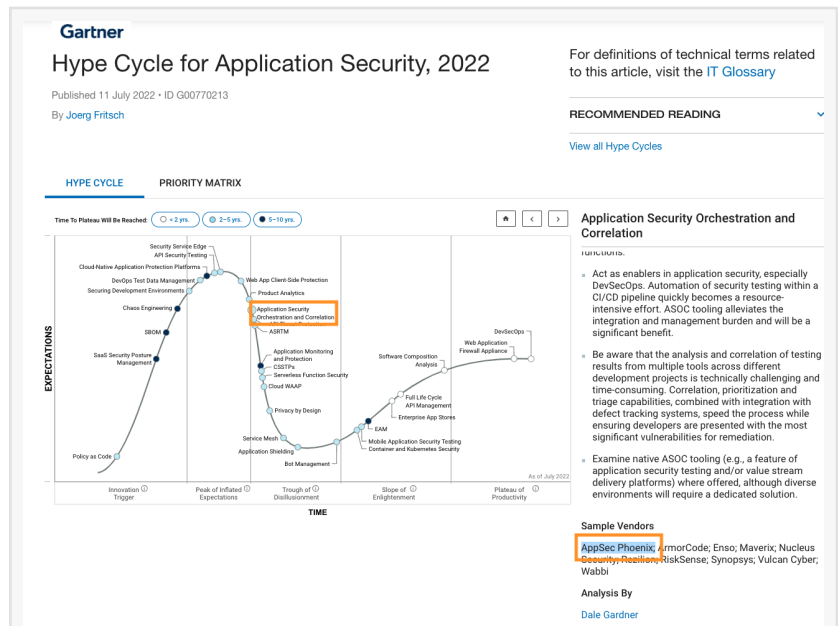 Gartner
Hype Cycle for Application Security, 2022
Published 11 July 2022 • ID G00770213
By Joerg Fritsch
For definitions of technical terms related
to this article, visit the IT Glossary
RECOMMENDED READING
View all Hype Cycles
HYPE CYCLE
PRIORITY MATRIX
Time To Plateau Will Be Reached:
< 2 yrs.
2–5 yrs.
5–10 yrs.
EXPECTATIONS
Security Service Edge
API Security Testing
Cloud-Native Application Protection Platforms
DevOps Test Data Management
Securing Development Environments
Chaos Engineering
SBOM
SaaS Security Posture
Management
Policy as Code
Web App Client-Side Protection
Product Analytics
Application Security
Orchestration and Correlation
ASRTM
Application Monitoring
and Protection
CSSTPs
Serverless Function Security
Cloud WAAP
Privacy by Design
Service Mesh
Application Shielding
Bot Management
Software Composition
Analysis
Full Life Cycle
API Management
Enterprise App Stores
EAM
Mobile Application Security Testing
Container and Kubernetes Security
DevSecOps
Web Application
Firewall Appliance
As of July 2022
Innovation
Trigger
Peak of Inflated
Expectations
Trough of
Disillusionment
Slope of
Enlightenment
Plateau of
Productivity
TIME
Application Security Orchestration and
Correlation
functions.
Act as enablers in application security, especially
DevSecOps. Automation of security testing within a
CI/CD pipeline quickly becomes a resource-
intensive effort. ASOC tooling alleviates the
integration and management burden and will be a
significant benefit.
Be aware that the analysis and correlation of testing
results from multiple tools across different
development projects is technically challenging and
time-consuming. Correlation, prioritization and
triage capabilities, combined with integration with
defect tracking systems, speed the process while
ensuring developers are presented with the most
significant vulnerabilities for remediation.
Examine native ASOC tooling (e.g., a feature of
application security testing and/or value stream
delivery platforms) where offered, although diverse
environments will require a dedicated solution.
Sample Vendors
AppSec Phoenix; ArmorCode; Enso; Maverix; Nucleus
Security; Rezilion; RiskSense; Synopsys; Vulcan Cyber;
Wabbi
Analysis By
Dale Gardner